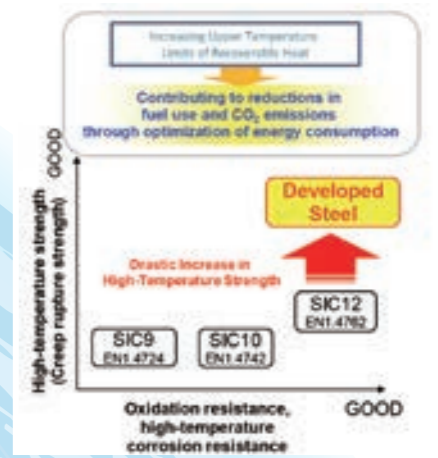 Increasing Upper Temperature
Limits of Recoverable Heat
Contributing to reductions in
fuel use and CO₂ emissions
through optimization of energy consumption
GOOD
High-temperature strength
(Creep rupture strength)
Developed
Steel
Drastic Increase in
High-Temperature Strength
SIC12
EN1.4762
SIC9
EN1.4724
SIC10
EN1.4742
Oxidation resistance,
high-temperature
corrosion resistance
GOOD